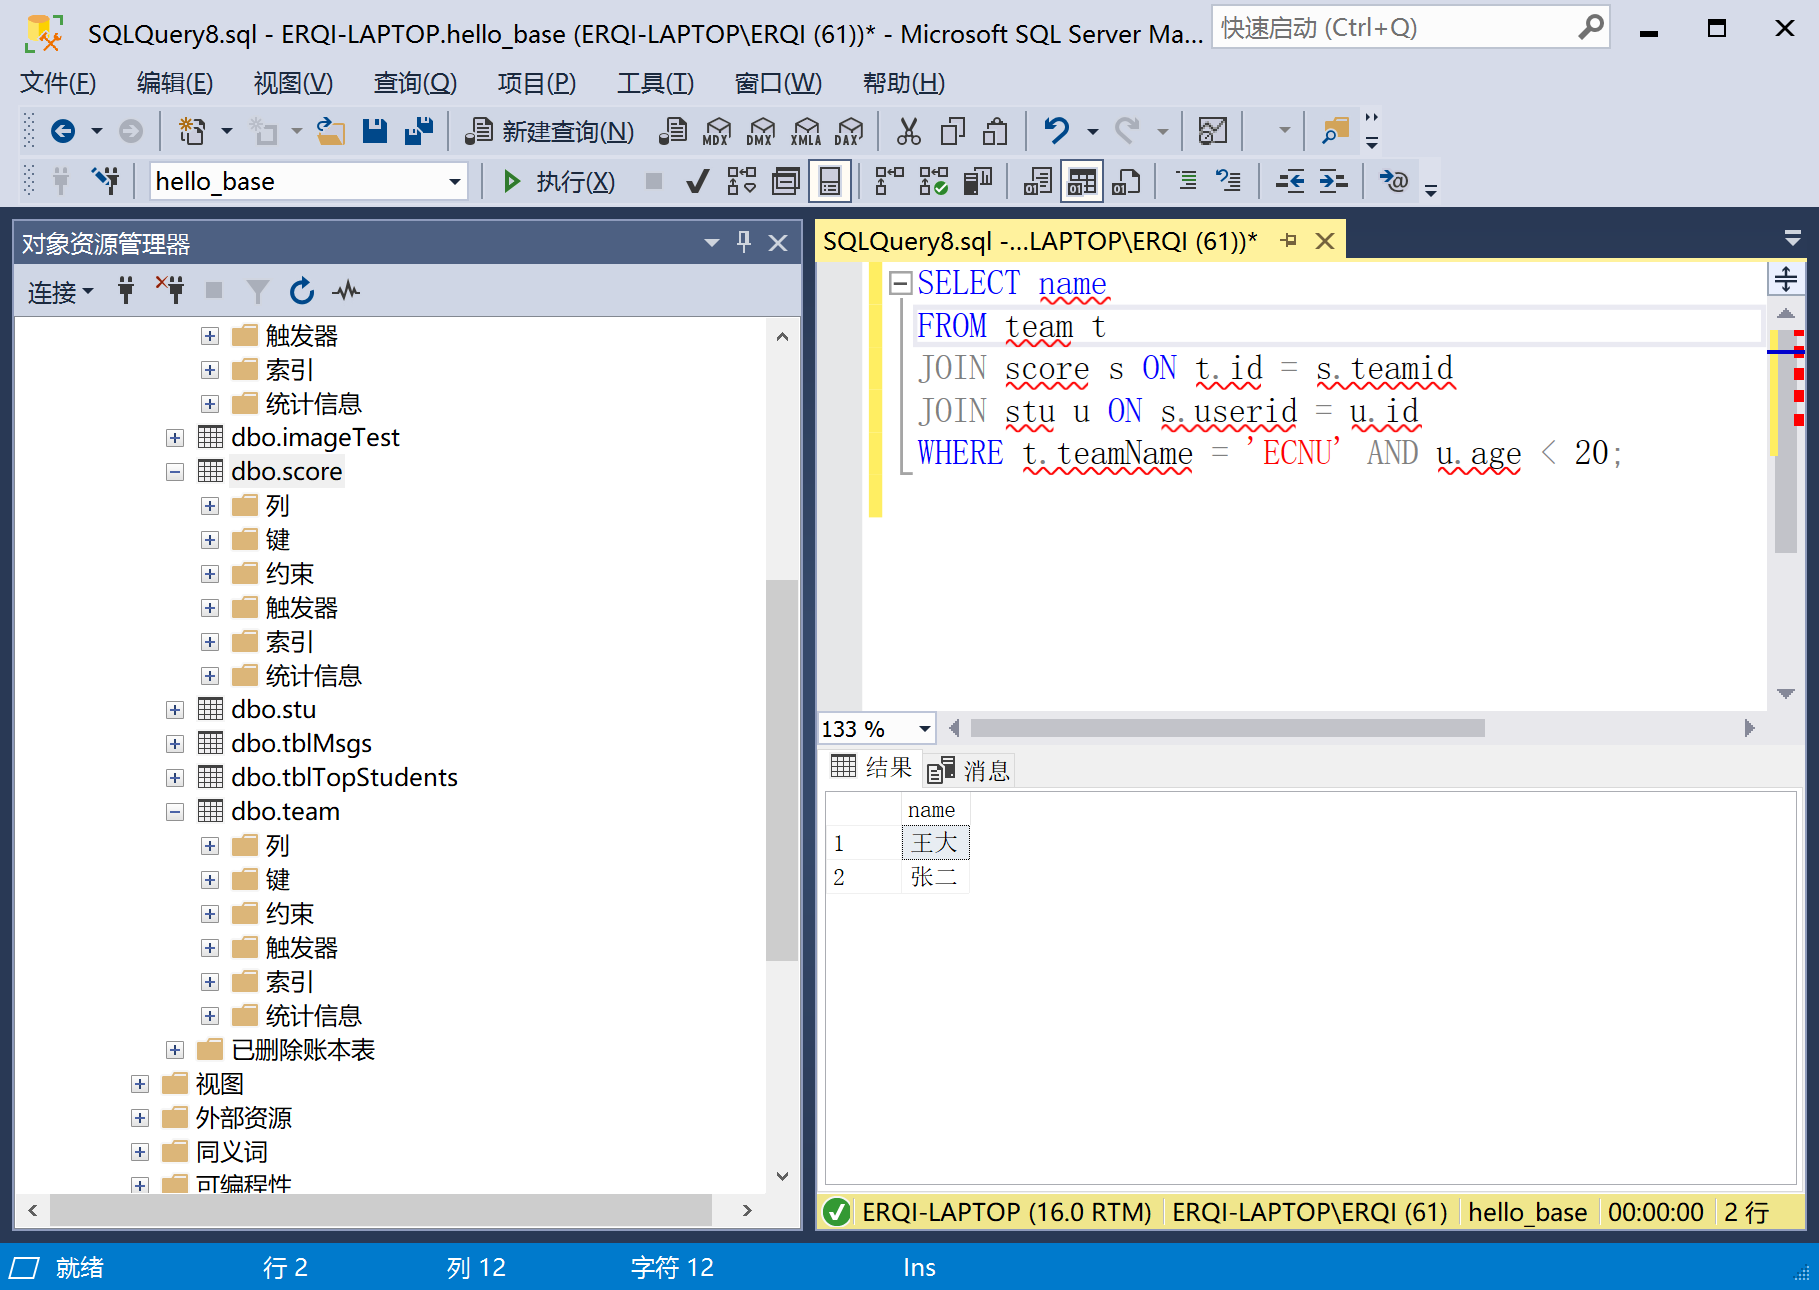 SQLQuery8.sql - ERQI-LAPTOP.hello_base (ERQI-LAPTOP\ERQI (61))* - Microsoft SQL Server Ma...
快速启动 (Ctrl+Q)
文件(F) 编辑(E) 视图(V) 查询(Q) 项目(P) 工具(T) 窗口(W) 帮助(H)
新建查询(N) MDX DMX XMLA DAX
hello_base 执行(X)
对象资源管理器
连接
触发器
索引
统计信息
dbo.imageTest
dbo.score
列
键
约束
触发器
索引
统计信息
dbo.stu
dbo.tblMsgs
dbo.tblTopStudents
dbo.team
列
键
约束
触发器
索引
统计信息
已删除账本表
视图
外部资源
同义词
可编程性
SQLQuery8.sql -...LAPTOP\ERQI (61))*
SELECT name
FROM team t
JOIN score s ON t.id = s.teamid
JOIN stu u ON s.userid = u.id
WHERE t.teamName = 'ECNU' AND u.age < 20;
133 %
结果 消息
name
1 王大
2 张二
ERQI-LAPTOP (16.0 RTM) ERQI-LAPTOP\ERQI (61) hello_base 00:00:00 2 行
就绪 行 2 列 12 字符 12 Ins